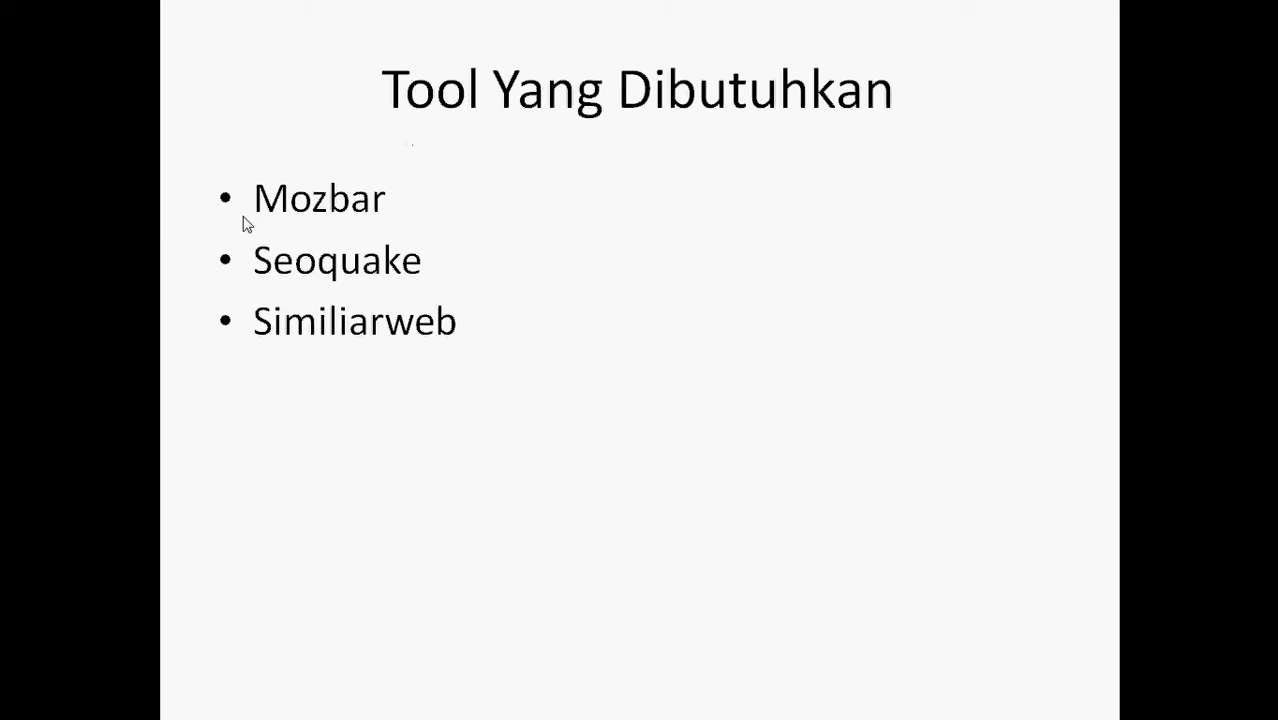 Tool Yang Dibutuhkan
• Mozbar
• Seoquake
• Similiarweb